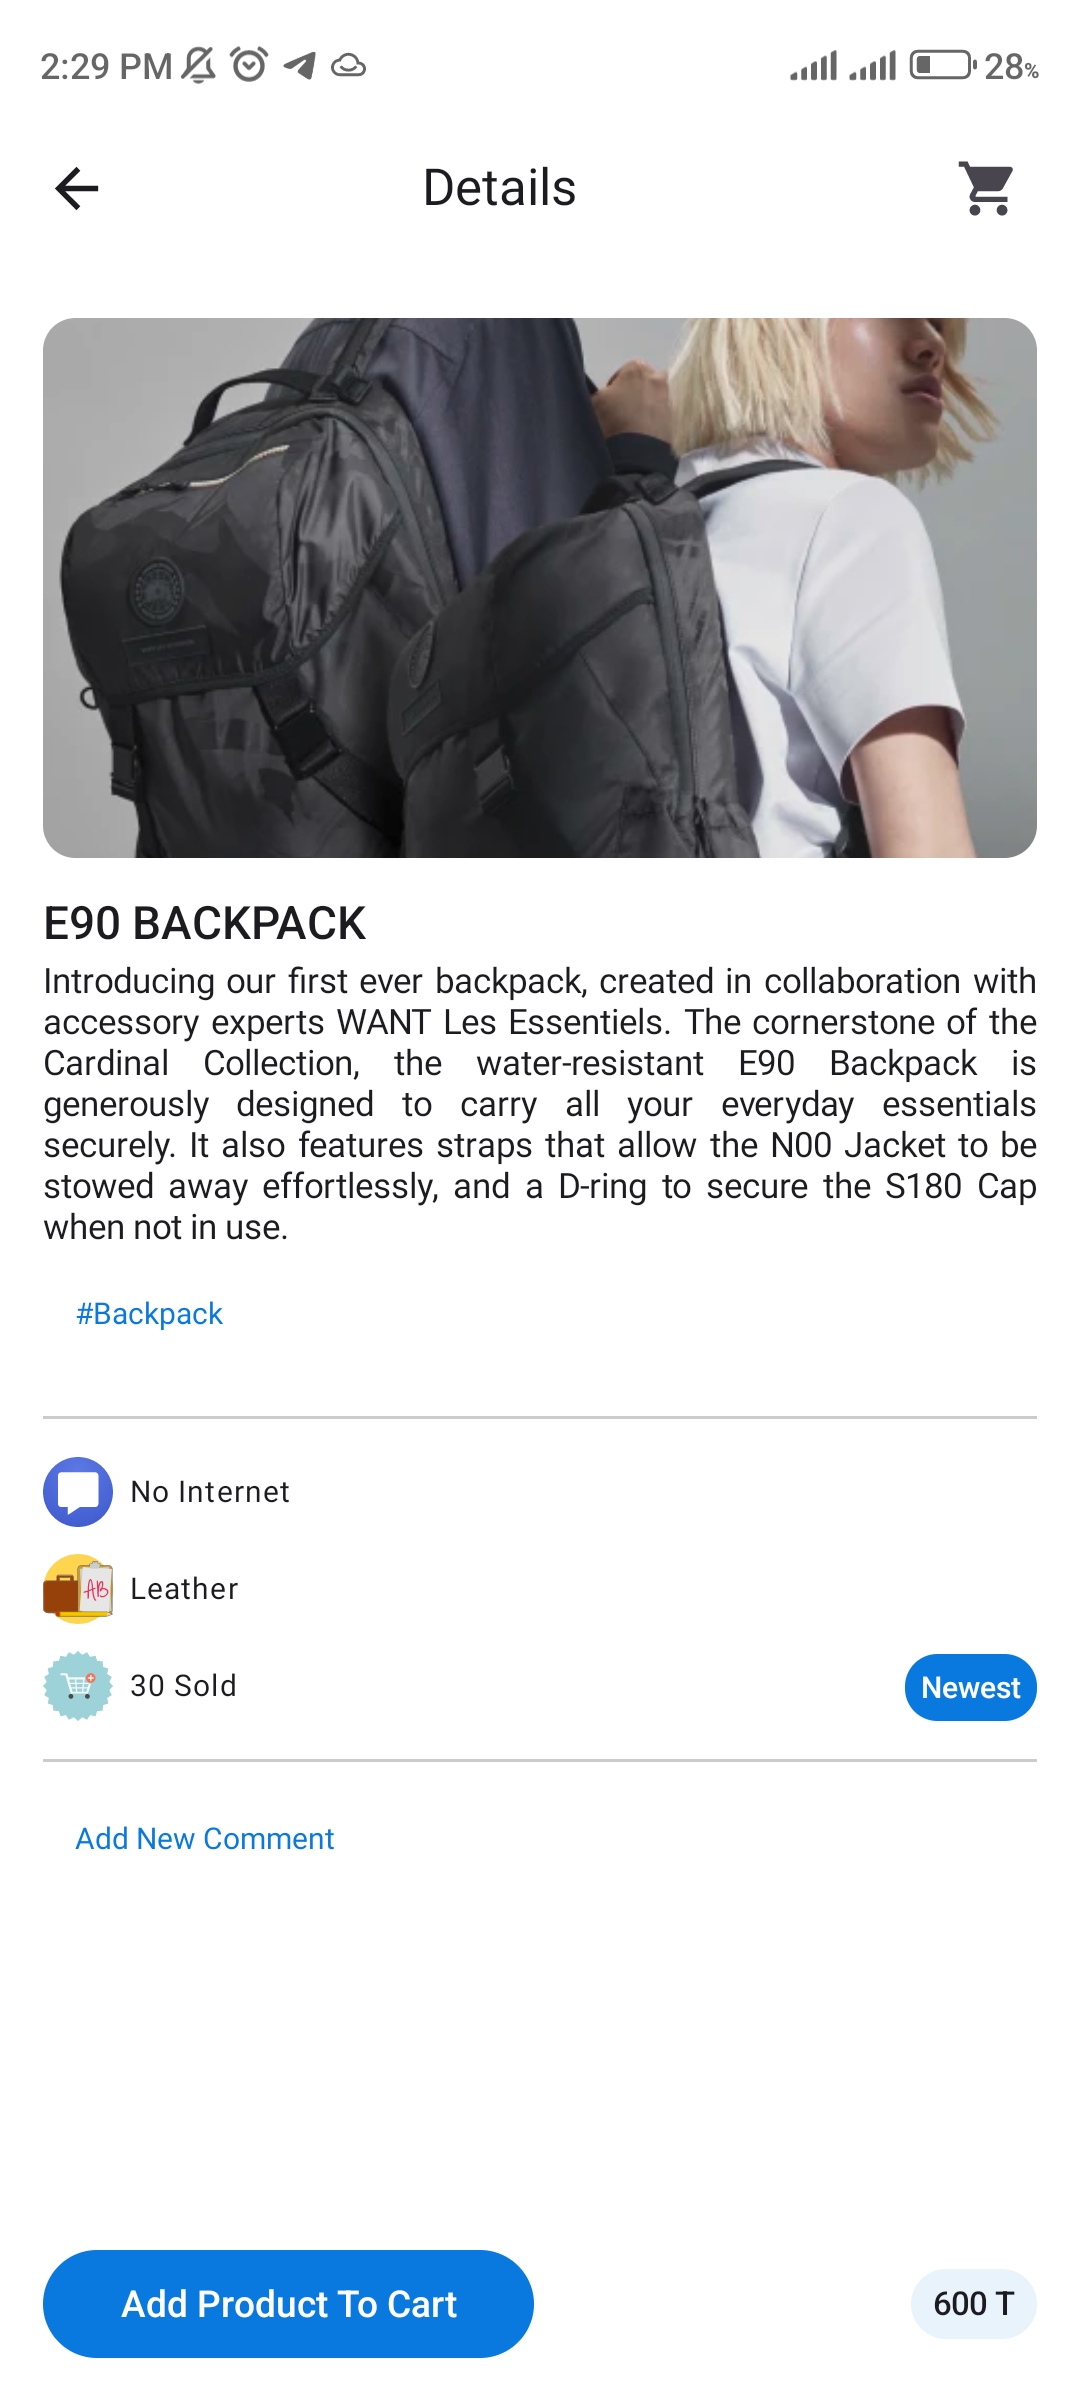 2:29 PM
28%
Details
E90 BACKPACK
Introducing our first ever backpack, created in collaboration with
accessory experts WANT Les Essentiels. The cornerstone of the
Cardinal Collection, the water-resistant E90 Backpack is
generously designed to carry all your everyday essentials
securely. It also features straps that allow the N00 Jacket to be
stowed away effortlessly, and a D-ring to secure the S180 Cap
when not in use.
#Backpack
No Internet
AB
Leather
30 Sold
Newest
Add New Comment
Add Product To Cart
600 T